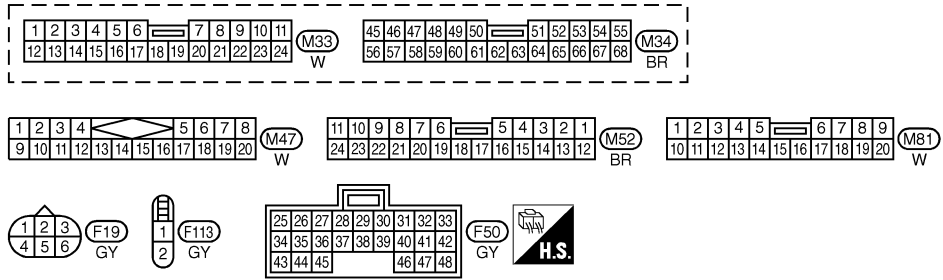 1 2 3 4 5 6 7 8 9 10 11
12 13 14 15 16 17 18 19 20 21 22 23 24
M33
W
45 46 47 48 49 50 51 52 53 54 55
56 57 58 59 60 61 62 63 64 65 66 67 68
M34
BR
1 2 3 4 5 6 7 8
9 10 11 12 13 14 15 16 17 18 19 20
M47
W
11 10 9 8 7 6 5 4 3 2 1
24 23 22 21 20 19 18 17 16 15 14 13 12
M52
BR
1 2 3 4 5 6 7 8 9
10 11 12 13 14 15 16 17 18 19 20
M81
W
1 2 3
4 5 6
F19
GY
1
2
F113
GY
25 26 27 28 29 30 31 32 33
34 35 36 37 38 39 40 41 42
43 44 45 46 47 48
F50
GY
H.S.